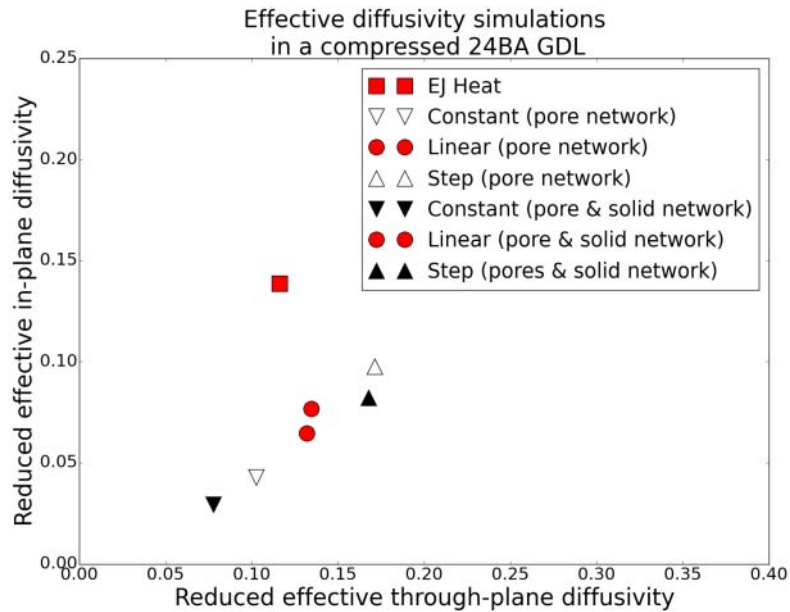 Effective diffusivity simulations
in a compressed 24BA GDL
Reduced effective in-plane diffusivity
0.25
0.20
0.15
0.10
0.05
0.00
EJ Heat
Constant (pore network)
Linear (pore network)
Step (pore network)
Constant (pore & solid network)
Linear (pore & solid network)
Step (pores & solid network)
0.00 0.05 0.10 0.15 0.20 0.25 0.30 0.35 0.40
Reduced effective through-plane diffusivity